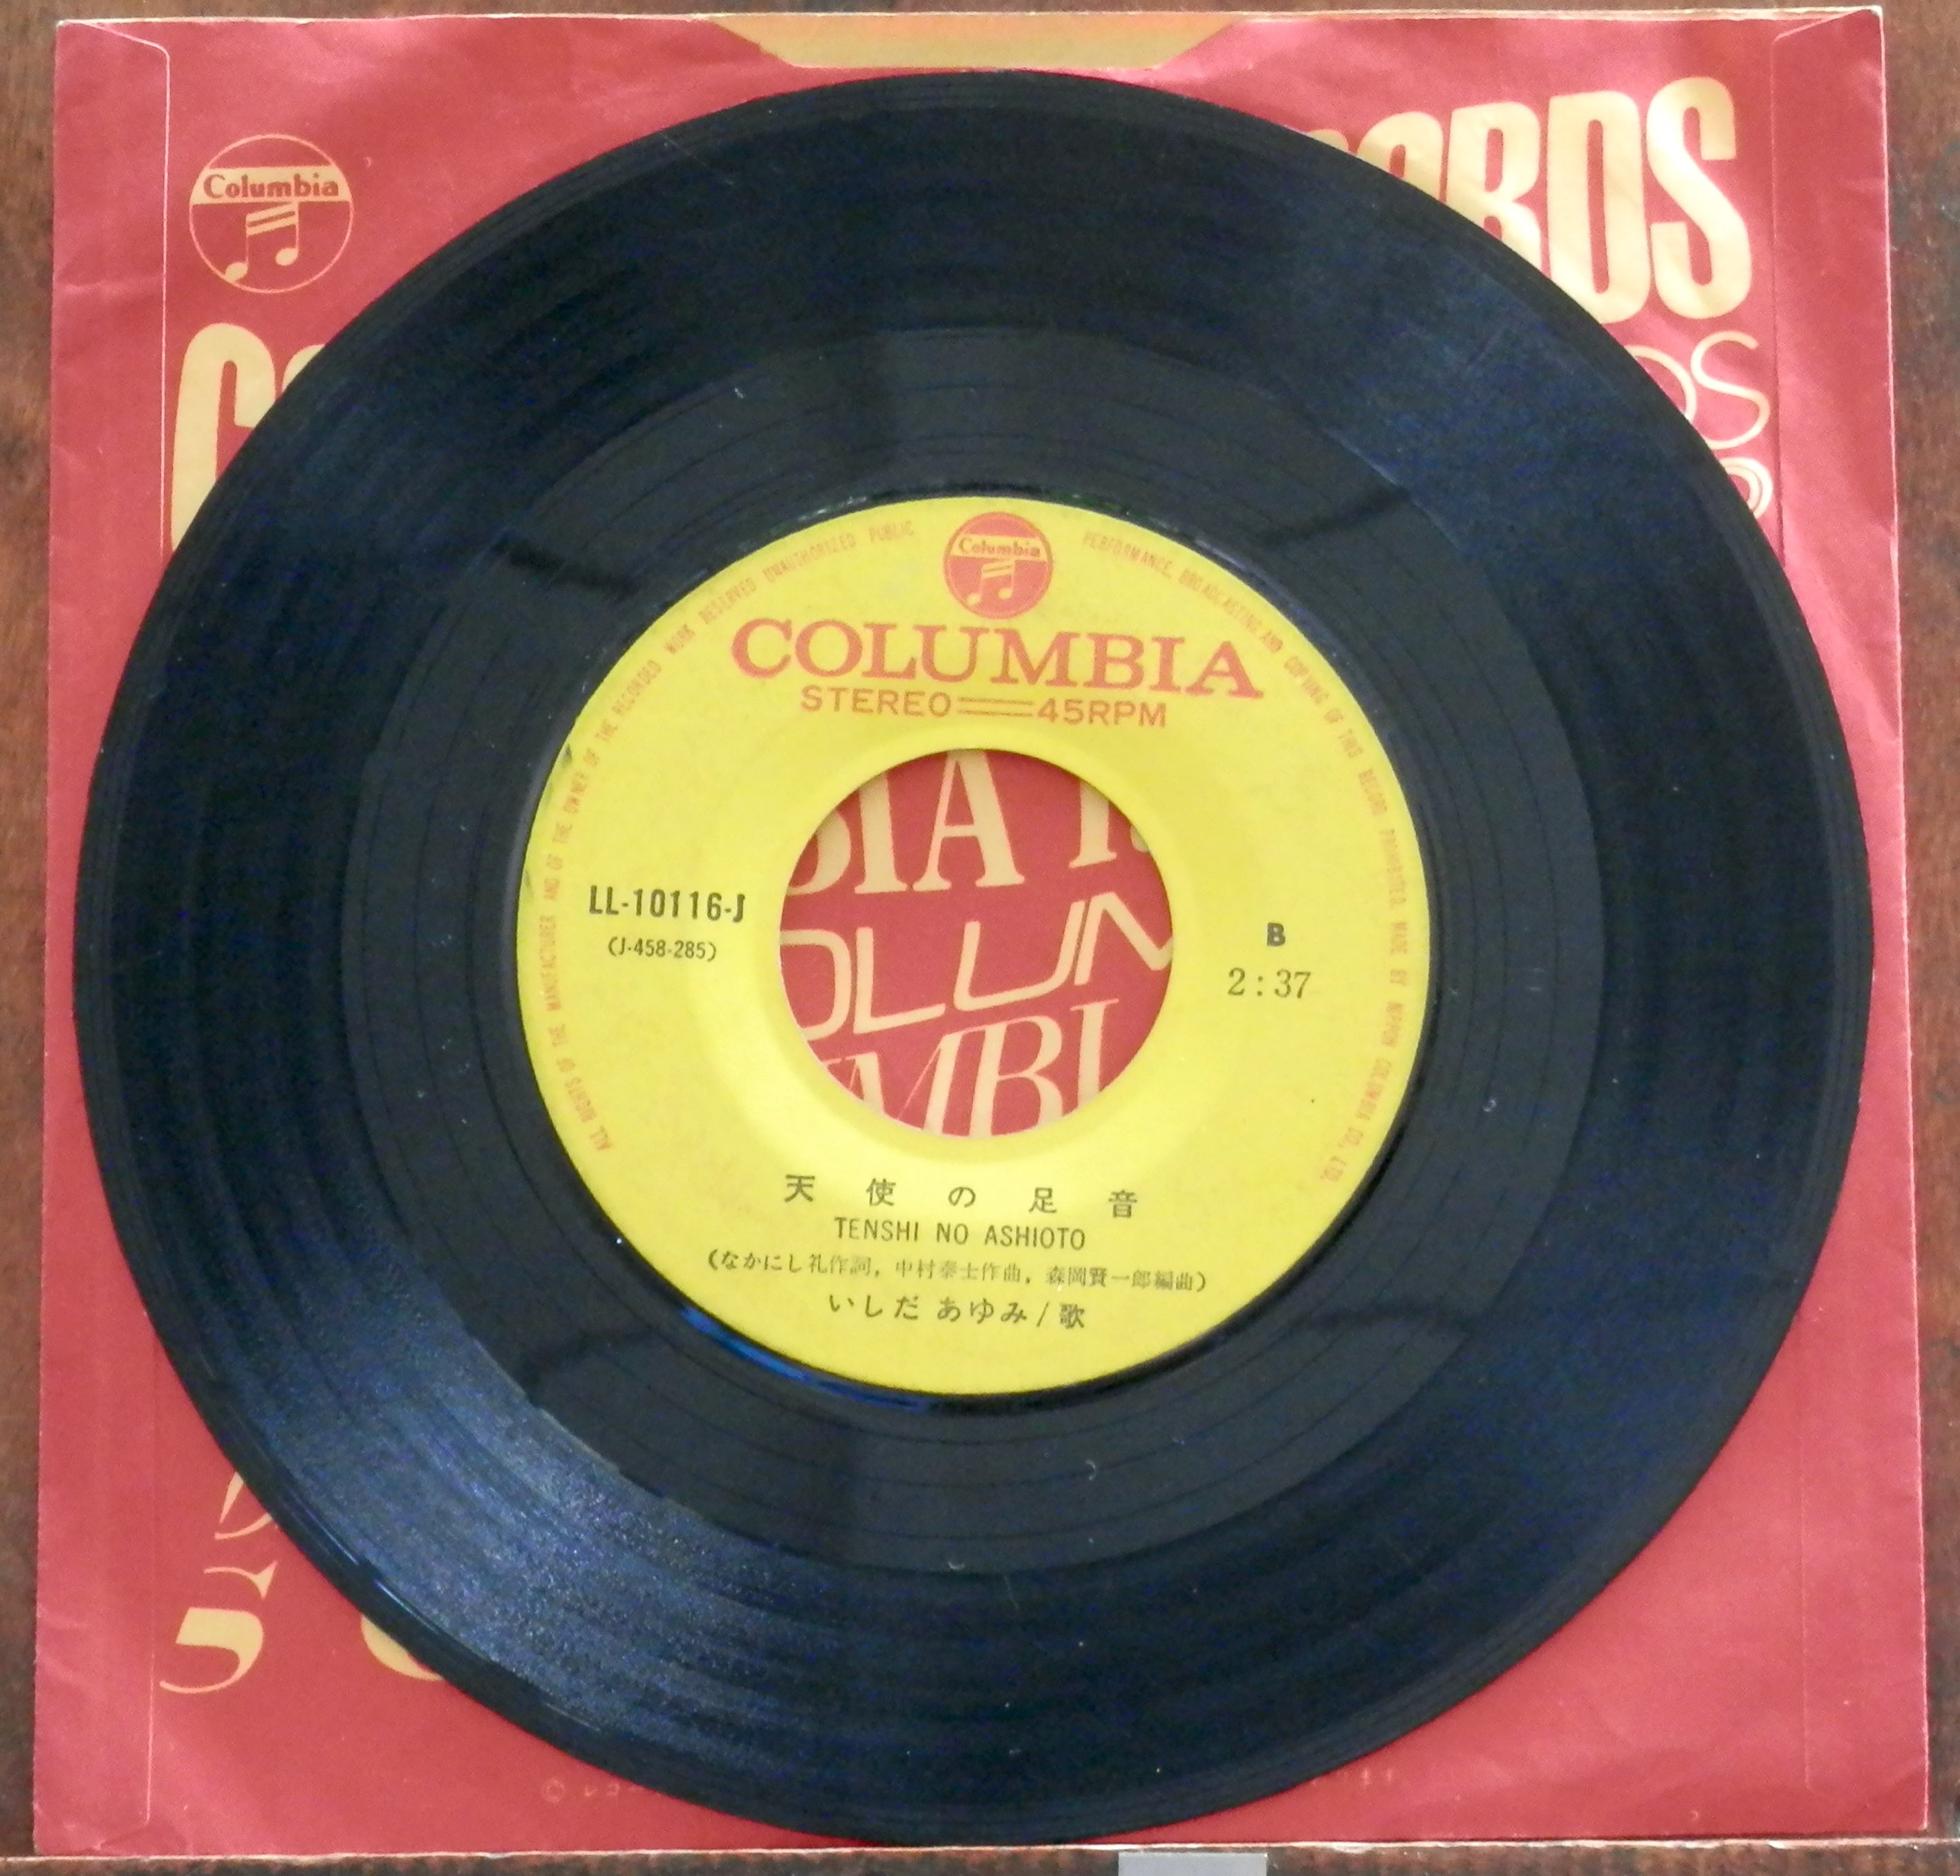 Columbia
Columbia
COLUMBIA
STEREO 45RPM
ALL RIGHTS OF THE MANUFACTURER AND OF THE OWNER OF THE RECORDED WORK RESERVED UNAUTHORIZED PUBLIC PERFORMANCE, BROADCASTING AND COPYING OF THIS RECORD PROHIBITED. MADE BY NIPPON COLUMBIA CO., LTD.
LL-10116-J
(J-458-285)
B
2:37
天使の足音
TENSHI NO ASHIOTO
(なかにし礼作詞, 中村泰士作曲, 森岡賢一郎編曲)
いしだ あゆみ/歌